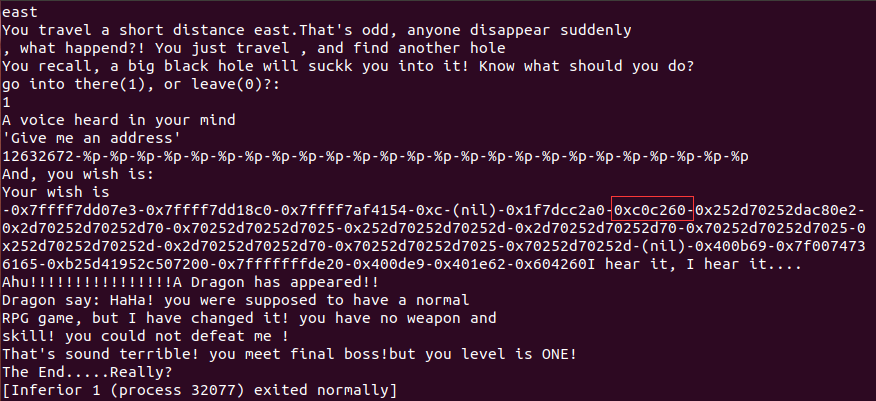 east
You travel a short distance east.That's odd, anyone disappear suddenly
, what happend?! You just travel , and find another hole
You recall, a big black hole will suckk you into it! Know what should you do?
go into there(1), or leave(0)?:
1
A voice heard in your mind
'Give me an address'
12632672-%p-%p-%p-%p-%p-%p-%p-%p-%p-%p-%p-%p-%p-%p-%p-%p-%p-%p-%p-%p-%p-%p-%p-%p-%p
And, you wish is:
Your wish is
-0x7ffff7dd07e3-0x7ffff7dd18c0-0x7ffff7af4154-0xc-(nil)-0x1f7dcc2a0-0xc0c260-0x252d70252dac80e2-
0x2d70252d70252d70-0x70252d70252d7025-0x252d70252d70252d-0x2d70252d70252d70-0x70252d70252d7025-0
x252d70252d70252d-0x2d70252d70252d70-0x70252d70252d7025-0x70252d70252d-(nil)-0x400b69-0x7f007473
6165-0xb25d41952c507200-0x7fffffffde20-0x400de9-0x401e62-0x604260I hear it, I hear it....
Ahu!!!!!!!!!!!!!!!!!A Dragon has appeared!!
Dragon say: HaHa! you were supposed to have a normal
RPG game, but I have changed it! you have no weapon and
skill! you could not defeat me !
That's sound terrible! you meet final boss!but you level is ONE!
The End.....Really?
[Inferior 1 (process 32077) exited normally]